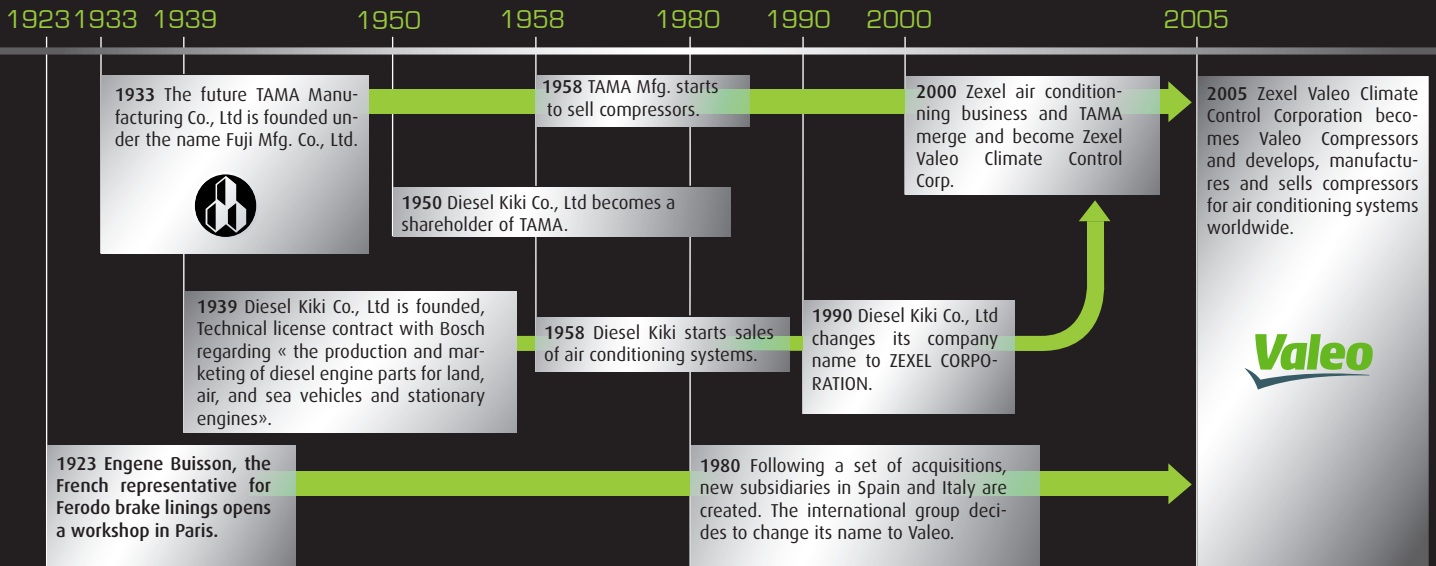 1923 1933 1939 1950 1958 1980 1990 2000 2005
1933 The future TAMA Manu-
facturing Co., Ltd is founded un-
der the name Fuji Mfg. Co., Ltd.
1958 TAMA Mfg. starts
to sell compressors.
2000 Zexel air condition-
ning business and TAMA
merge and become Zexel
Valeo Climate Control
Corp.
2005 Zexel Valeo Climate
Control Corporation beco-
mes Valeo Compressors
and develops, manufactu-
res and sells compressors
for air conditioning systems
worldwide.
1950 Diesel Kiki Co., Ltd becomes a
shareholder of TAMA.
1939 Diesel Kiki Co., Ltd is founded,
Technical license contract with Bosch
regarding « the production and mar-
keting of diesel engine parts for land,
air, and sea vehicles and stationary
engines».
1958 Diesel Kiki starts sales
of air conditioning systems.
1990 Diesel Kiki Co., Ltd
changes its company
name to ZEXEL CORPO-
RATION.
Valeo
1923 Engene Buisson, the
French representative for
Ferodo brake linings opens
a workshop in Paris.
1980 Following a set of acquisitions,
new subsidiaries in Spain and Italy are
created. The international group deci-
des to change its name to Valeo.